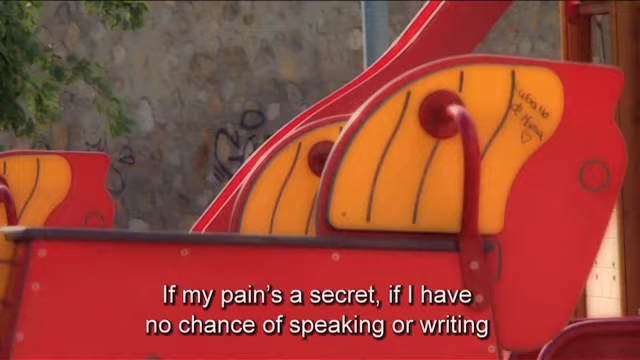 If my pain's a secret, if I have
no chance of speaking or writing